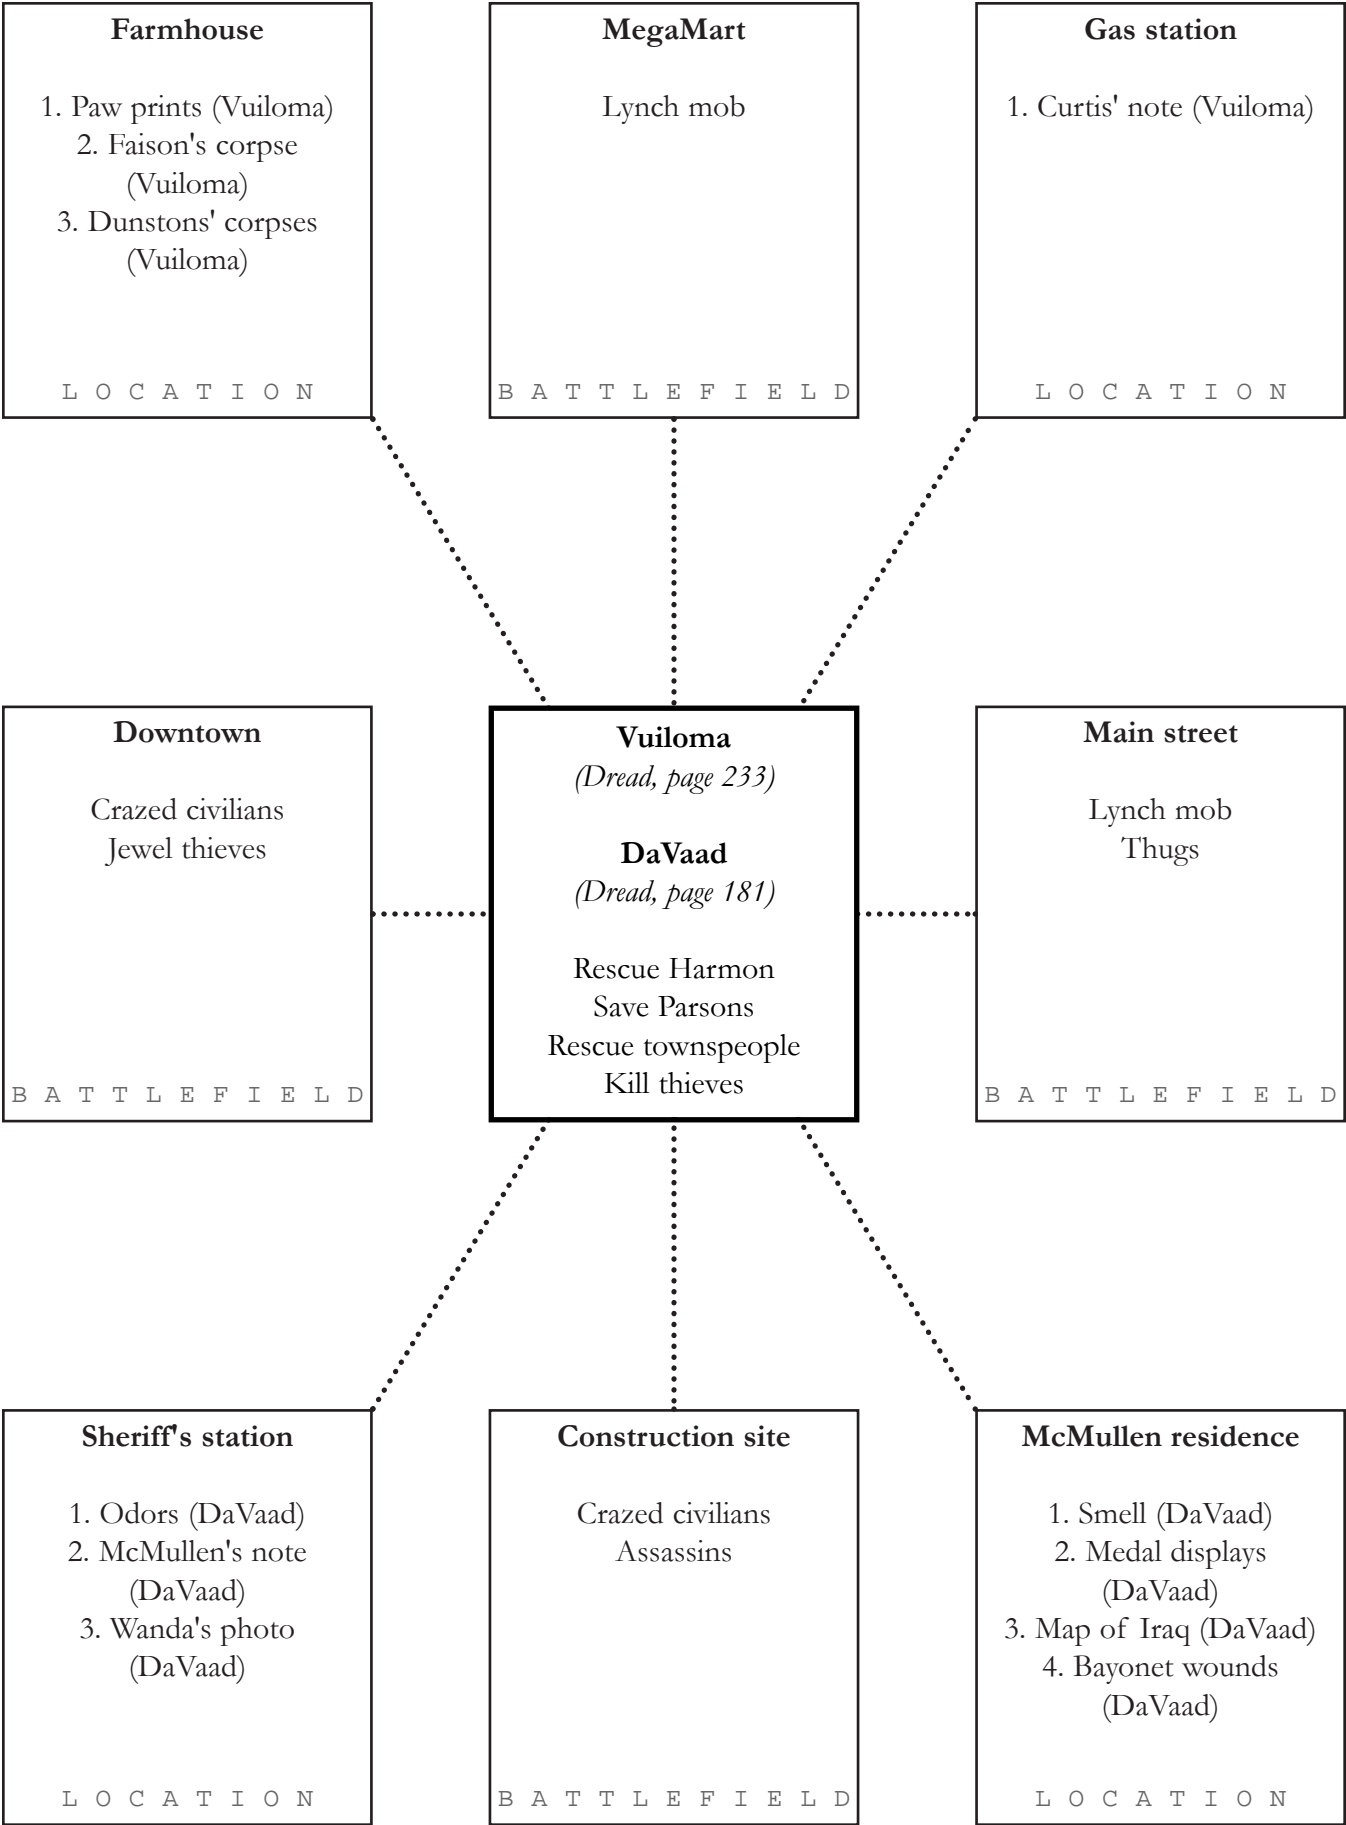 Farmhouse
1. Paw prints (Vuiloma)
2. Faison's corpse
(Vuiloma)
3. Dunstons' corpses
(Vuiloma)
LOCATION
MegaMart
Lynch mob
BATTLEFIELD
Gas station
1. Curtis' note (Vuiloma)
LOCATION
Downtown
Crazed civilians
Jewel thieves
BATTLEFIELD
Vuiloma
(Dread, page 233)
DaVaad
(Dread, page 181)
Rescue Harmon
Save Parsons
Rescue townspeople
Kill thieves
Main street
Lynch mob
Thugs
BATTLEFIELD
Sheriff's station
1. Odors (DaVaad)
2. McMullen's note
(DaVaad)
3. Wanda's photo
(DaVaad)
LOCATION
Construction site
Crazed civilians
Assassins
BATTLEFIELD
McMullen residence
1. Smell (DaVaad)
2. Medal displays
(DaVaad)
3. Map of Iraq (DaVaad)
4. Bayonet wounds
(DaVaad)
LOCATION